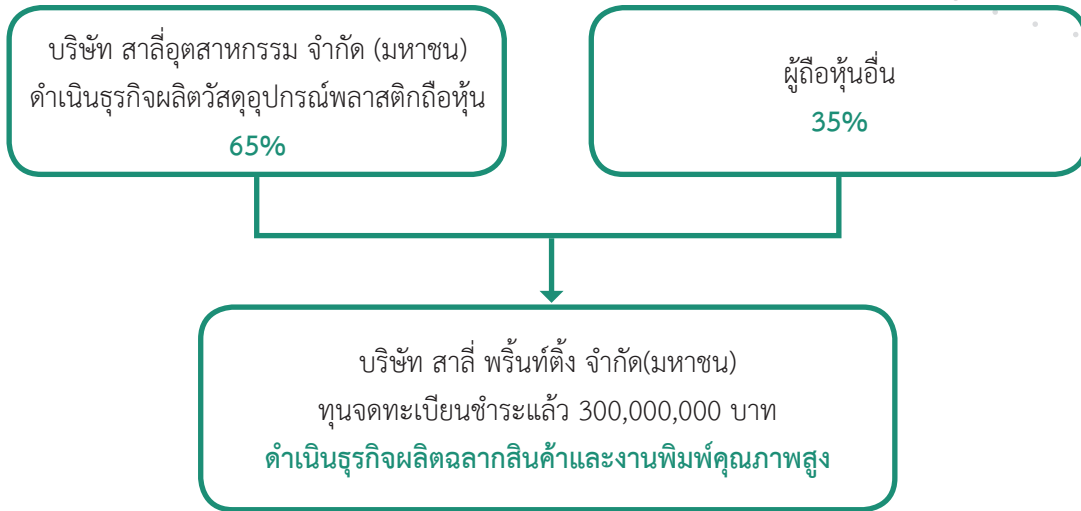 บริษัท สาลี่อุตสาหกรรม จำกัด (มหาชน)
ดำเนินธุรกิจผลิตวัสดุอุปกรณ์พลาสติกถือหุ้น
65%
ผู้ถือหุ้นอื่น
35%
บริษัท สาลี่ พริ้นท์ติ้ง จำกัด(มหาชน)
ทุนจดทะเบียนชำระแล้ว 300,000,000 บาท
ดำเนินธุรกิจผลิตฉลากสินค้าและงานพิมพ์คุณภาพสูง